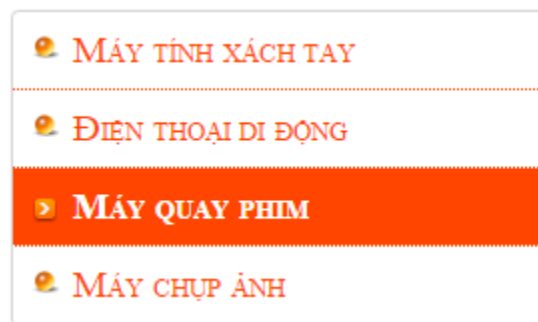 Máy tính xách tay
Điện thoại di động
Máy quay phim
Máy chụp ảnh